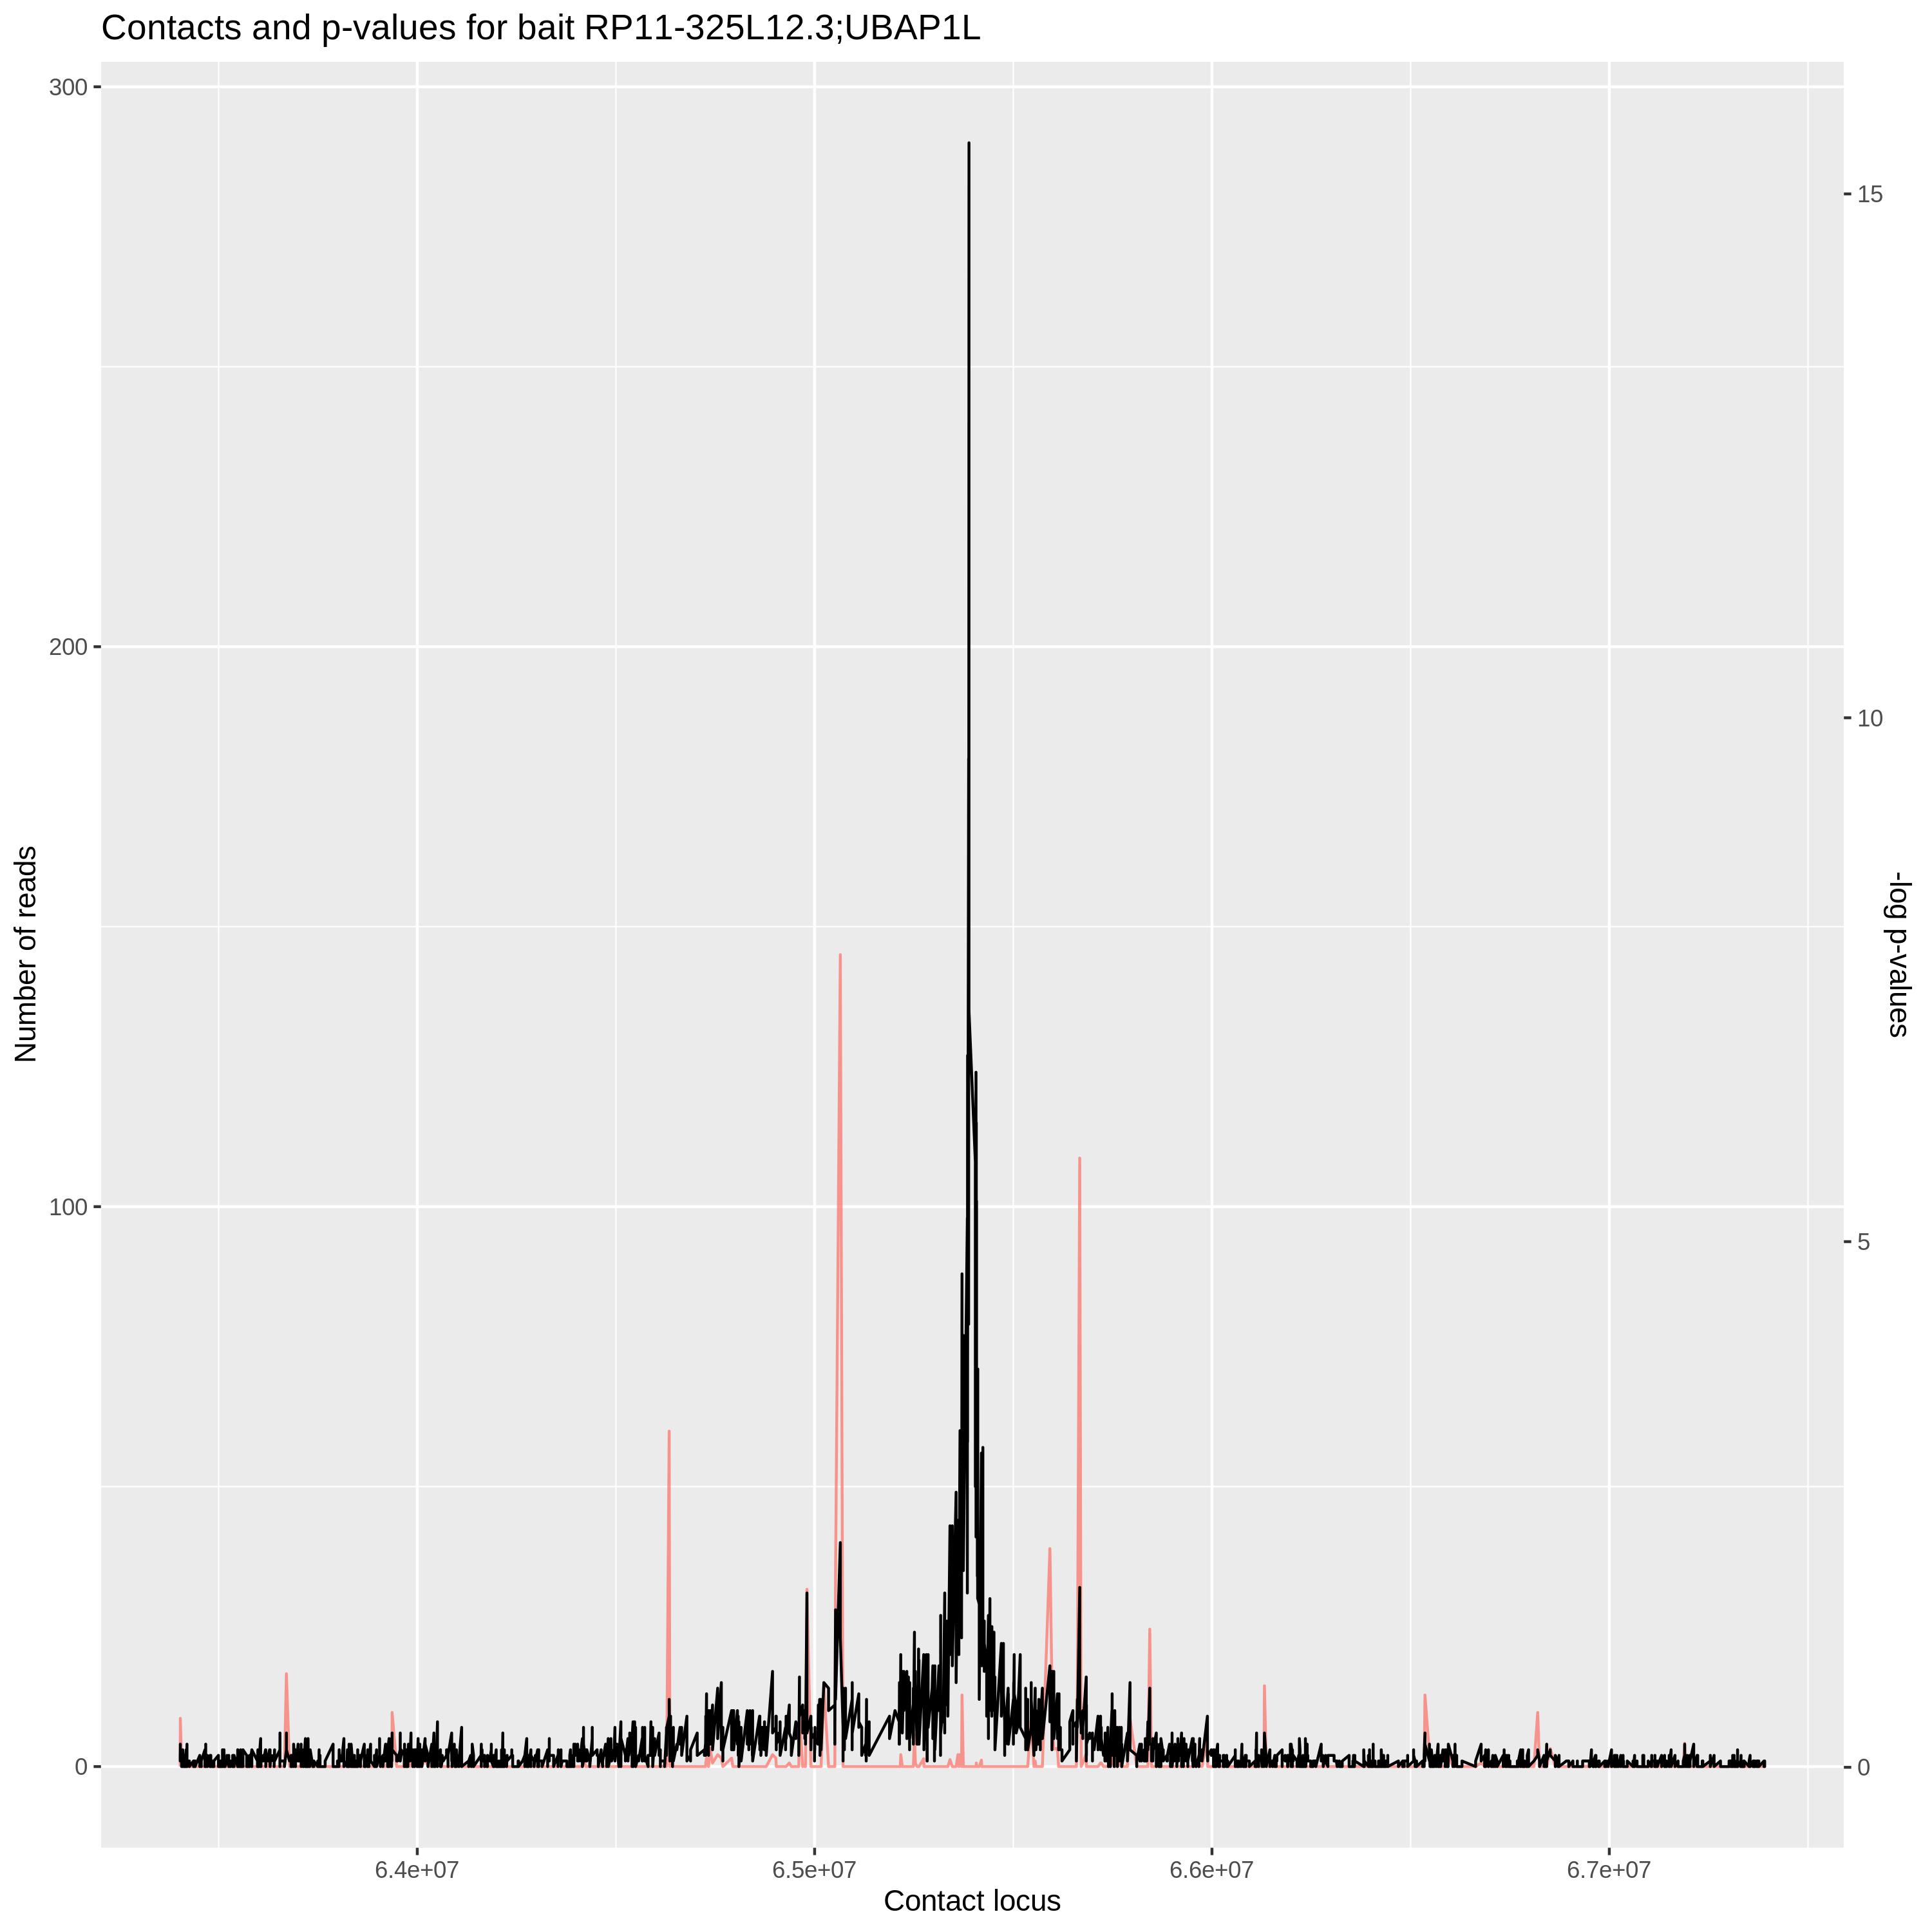 Contacts and p-values for bait RP11-325L12.3;UBAP1L
300
200
100
0
Number of reads
15
10
5
0
-log p-values
6.4e+07
6.5e+07
6.6e+07
6.7e+07
Contact locus